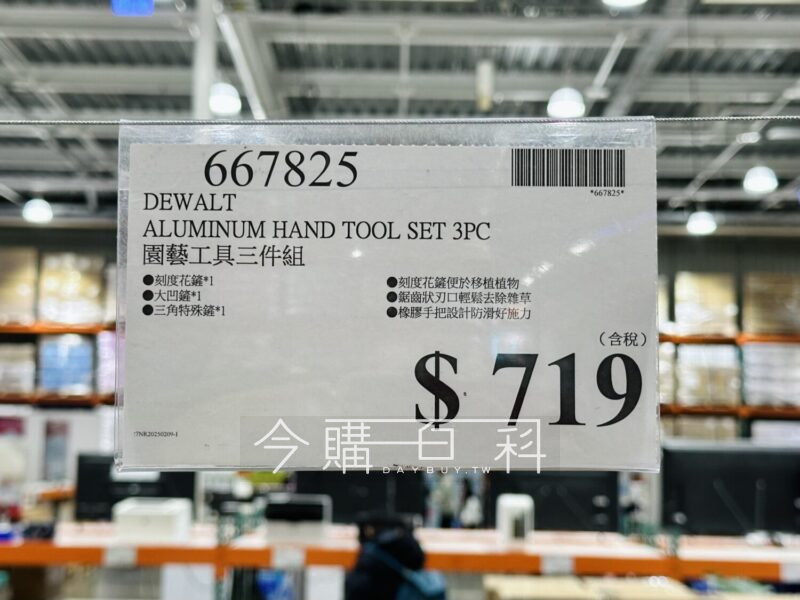 667825
*667825*
DEWALT
ALUMINUM HAND TOOL SET 3PC
園藝工具三件組
●刻度花鏟*1
●大凹鏟*1
●三角特殊鏟*1
●刻度花鏟便於移植植物
●鋸齒狀刃口輕鬆去除雜草
●橡膠手把設計防滑好施力
(含稅)
$ 719
今購百科
DAYBUY.TW